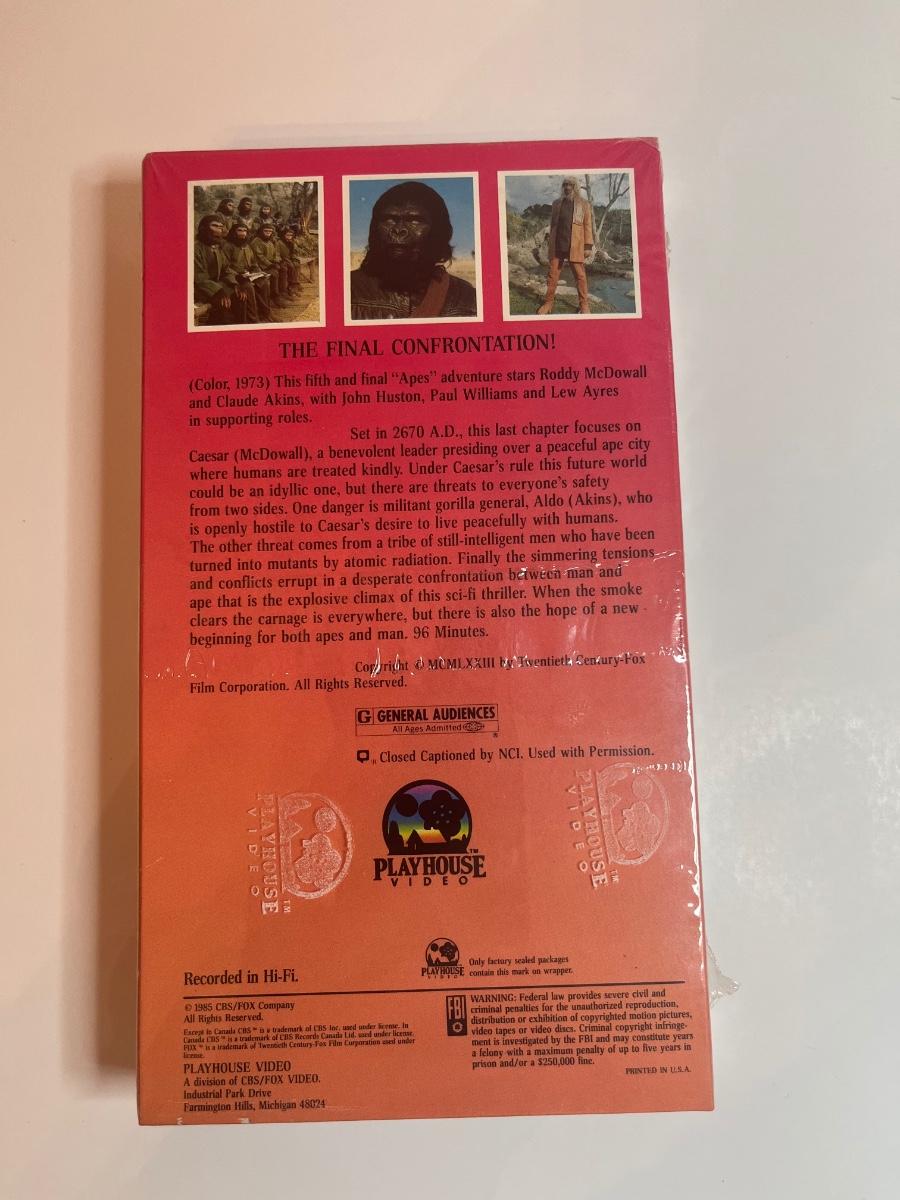 THE FINAL CONFRONTATION!
(Color, 1973) This fifth and final "Apes" adventure stars Roddy McDowall
and Claude Akins, with John Huston, Paul Williams and Lew Ayres
in supporting roles.
Set in 2670 A.D., this last chapter focuses on
Caesar (McDowall), a benevolent leader presiding over a peaceful ape city
where humans are treated kindly. Under Caesar's rule this future world
could be an idyllic one, but there are threats to everyone's safety
from two sides. One danger is militant gorilla general, Aldo (Akins), who
is openly hostile to Caesar's desire to live peacefully with humans.
The other threat comes from a tribe of still-intelligent men who have been
turned into mutants by atomic radiation. Finally the simmering tensions
and conflicts errupt in a desperate confrontation between man and
ape that is the explosive climax of this sci-fi thriller. When the smoke
clears the carnage is everywhere, but there is also the hope of a new
beginning for both apes and man. 96 Minutes.
Copyright © MCMLXXIII by Twentieth Century-Fox
Film Corporation. All Rights Reserved.
G GENERAL AUDIENCES
All Ages Admitted ®
Closed Captioned by NCI. Used with Permission.
PLAYHOUSE
VIDEO
™
PLAYHOUSE™
VIDEO
PLAYHOUSE
VIDEO
™
PLAYHOUSE
VIDEO
Only factory sealed packages
contain this mark on wrapper.
Recorded in Hi-Fi.
© 1985 CBS/FOX Company
All Rights Reserved.
Except in Canada CBS™ is a trademark of CBS Inc. used under license. In
Canada CBS™ is a trademark of CBS Records Canada Ltd. used under license.
FOX™ is a trademark of Twentieth Century-Fox Film Corporation used under
license.
PLAYHOUSE VIDEO
A division of CBS/FOX VIDEO.
Industrial Park Drive
Farmington Hills, Michigan 48024
FBI
WARNING: Federal law provides severe civil and
criminal penalties for the unauthorized reproduction,
distribution or exhibition of copyrighted motion pictures,
video tapes or video discs. Criminal copyright infringe-
ment is investigated by the FBI and may constitute
a felony with a maximum penalty of up to five years in
prison and/or a $250,000 fine.
PRINTED IN U.S.A.